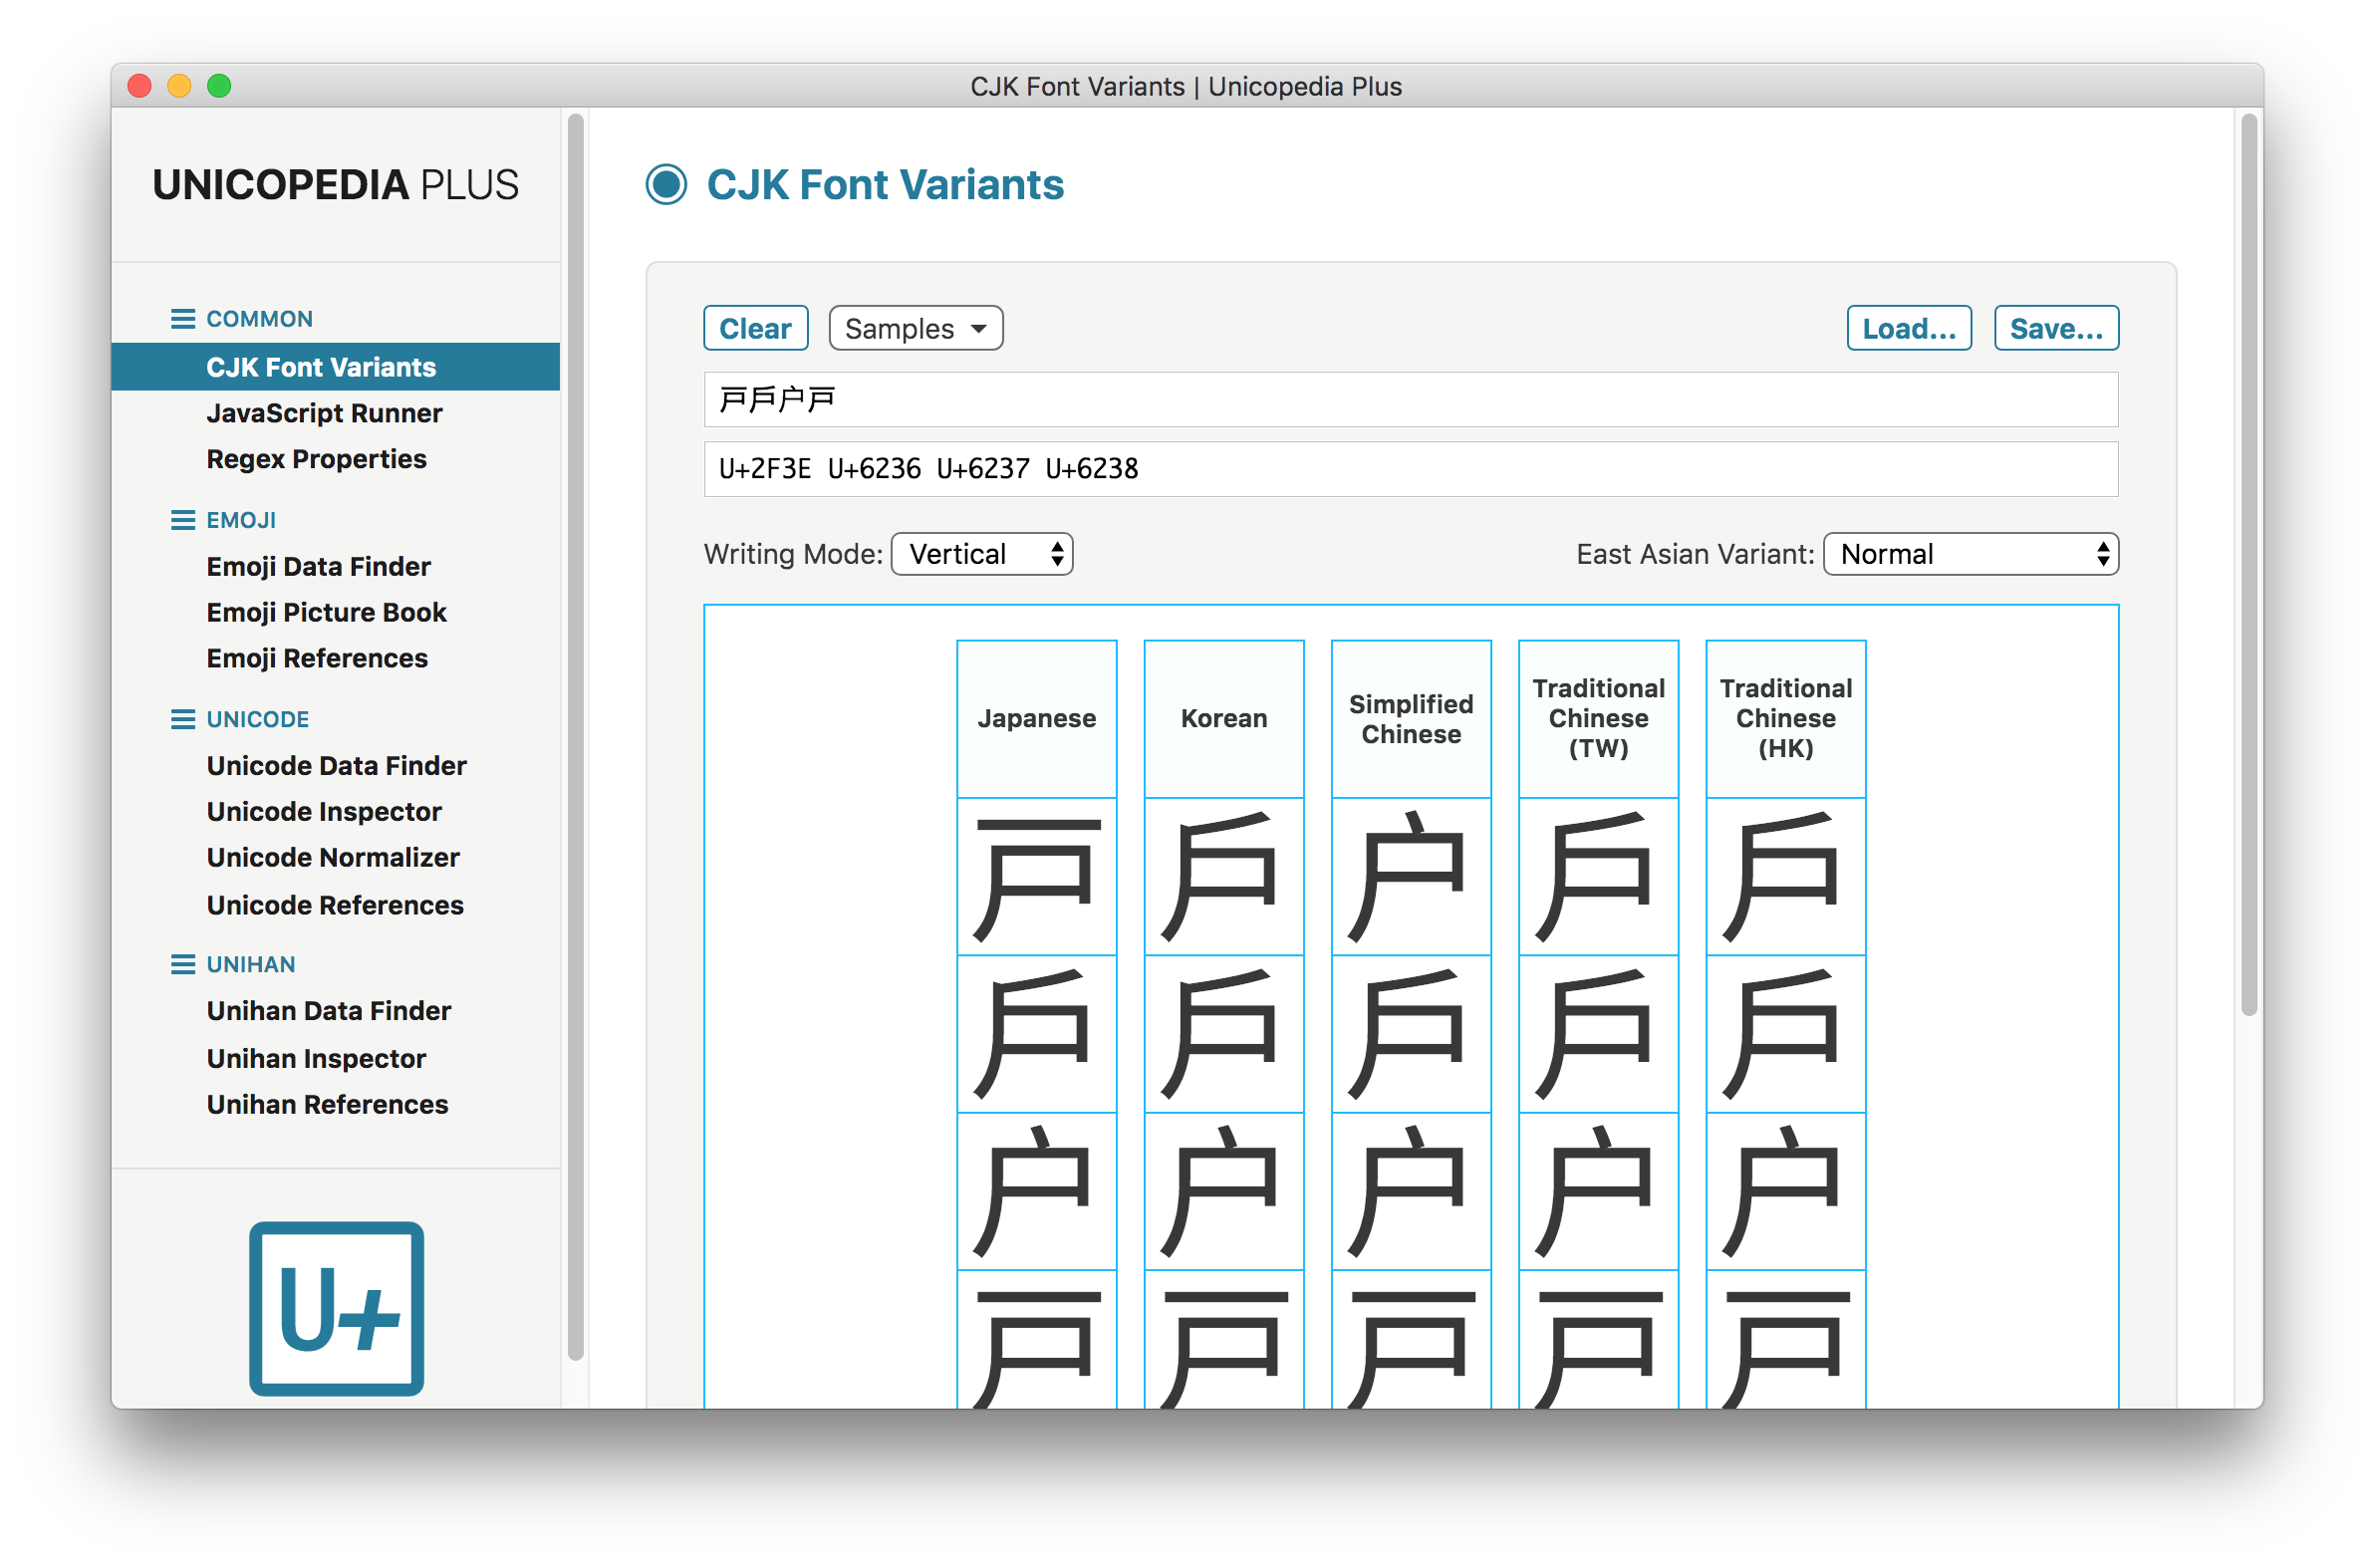 CJK Font Variants | Unicopedia Plus
UNICOPEDIA PLUS
COMMON
CJK Font Variants
JavaScript Runner
Regex Properties
EMOJI
Emoji Data Finder
Emoji Picture Book
Emoji References
UNICODE
Unicode Data Finder
Unicode Inspector
Unicode Normalizer
Unicode References
UNIHAN
Unihan Data Finder
Unihan Inspector
Unihan References
U+
CJK Font Variants
Clear Samples Load... Save...
⼾戶户戸
U+2F3E U+6236 U+6237 U+6238
Writing Mode: Vertical East Asian Variant: Normal
Japanese Korean Simplified Chinese Traditional Chinese (TW) Traditional Chinese (HK)
⼾ ⼾ ⼾ ⼾ ⼾
戶 戶 戶 戶 戶
户 户 户 户 户
戸 戸 戸 戸 戸